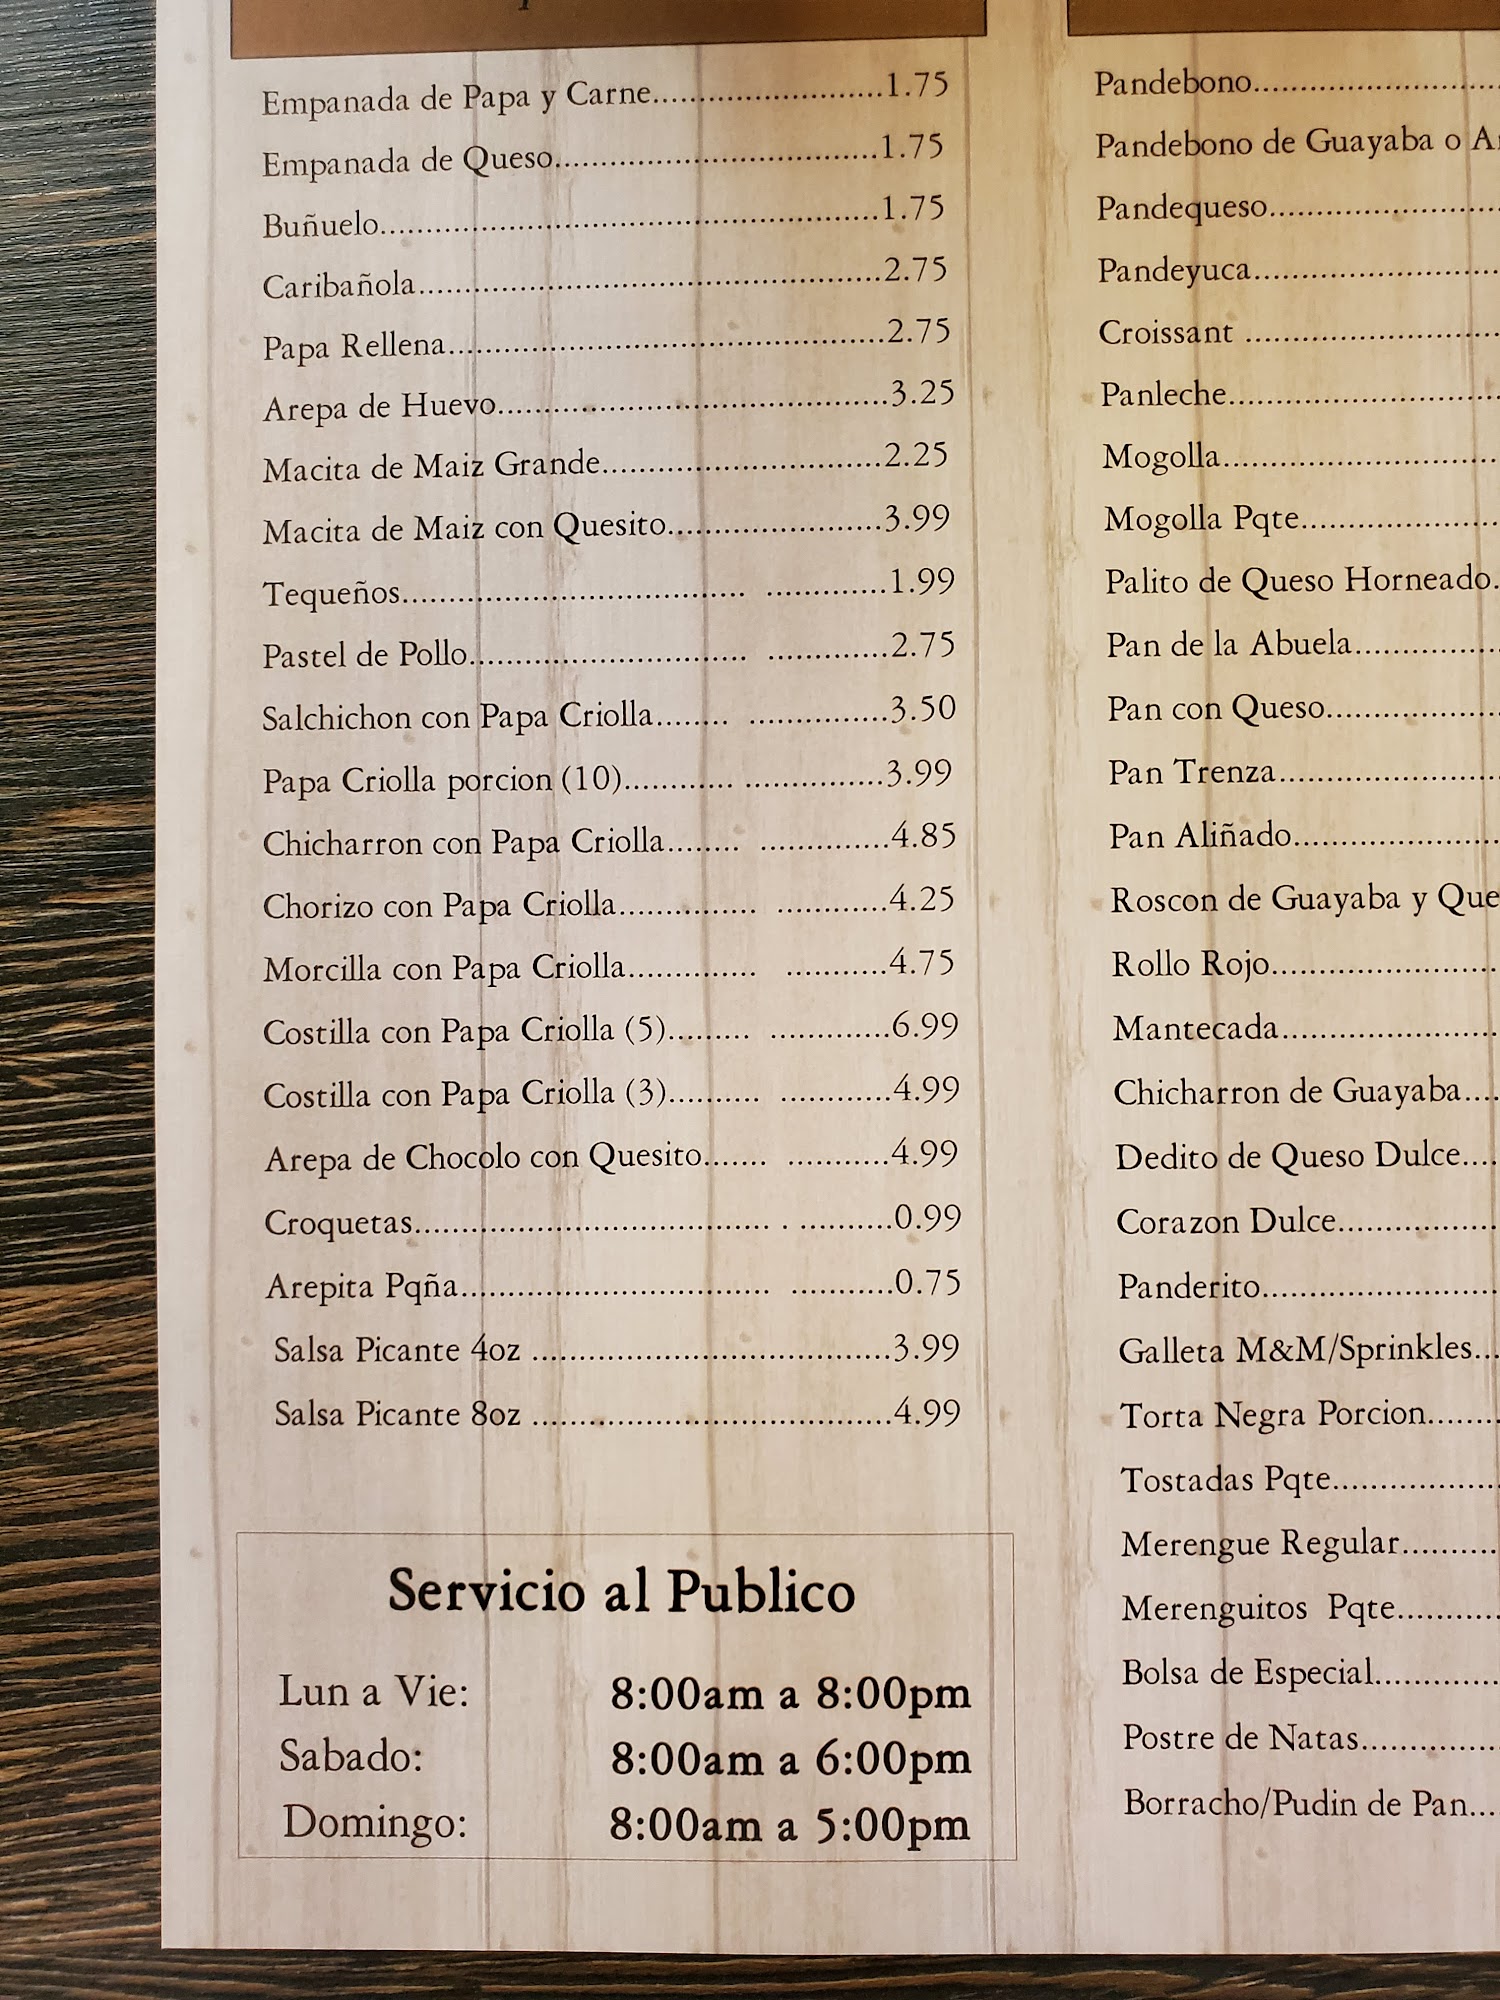 Empanada de Papa y Carne........................1.75
Empanada de Queso..................................1.75
Buñuelo.....................................................1.75
Caribañola.................................................2.75
Papa Rellena..............................................2.75
Arepa de Huevo.........................................3.25
Macita de Maiz Grande.............................2.25
Macita de Maiz con Quesito......................3.99
Tequeños.................................... .............1.99
Pastel de Pollo............................. .............2.75
Salchichon con Papa Criolla........ ...............3.50
Papa Criolla porcion (10)............ ...............3.99
Chicharron con Papa Criolla........ ..............4.85
Chorizo con Papa Criolla............... ............4.25
Morcilla con Papa Criolla.............. ...........4.75
Costilla con Papa Criolla (5)......... .............6.99
Costilla con Papa Criolla (3).......... ............4.99
Arepa de Chocolo con Quesito....... ...........4.99
Croquetas..................................... . ..........0.99
Arepita Pqña................................. ...........0.75
Salsa Picante 4oz ......................................3.99
Salsa Picante 8oz ......................................4.99
Servicio al Publico
Lun a Vie: 8:00am a 8:00pm
Sabado: 8:00am a 6:00pm
Domingo: 8:00am a 5:00pm
Pandebono..........................
Pandebono de Guayaba o
Pandequeso.........................
Pandeyuca...........................
Croissant ...........................
Panleche.............................
Mogolla..............................
Mogolla Pqte.....................
Palito de Queso Horneado.
Pan de la Abuela...............
Pan con Queso...................
Pan Trenza........................
Pan Aliñado......................
Roscon de Guayaba y
Rollo Rojo........................
Mantecada.......................
Chicharron de Guayaba....
Dedito de Queso Dulce....
Corazon Dulce.................
Panderito.........................
Galleta M&M/Sprinkles...
Torta Negra Porcion........
Tostadas Pqte..................
Merengue Regular..........
Merenguitos Pqte...........
Bolsa de Especial.............
Postre de Natas...............
Borracho/Pudin de Pan...